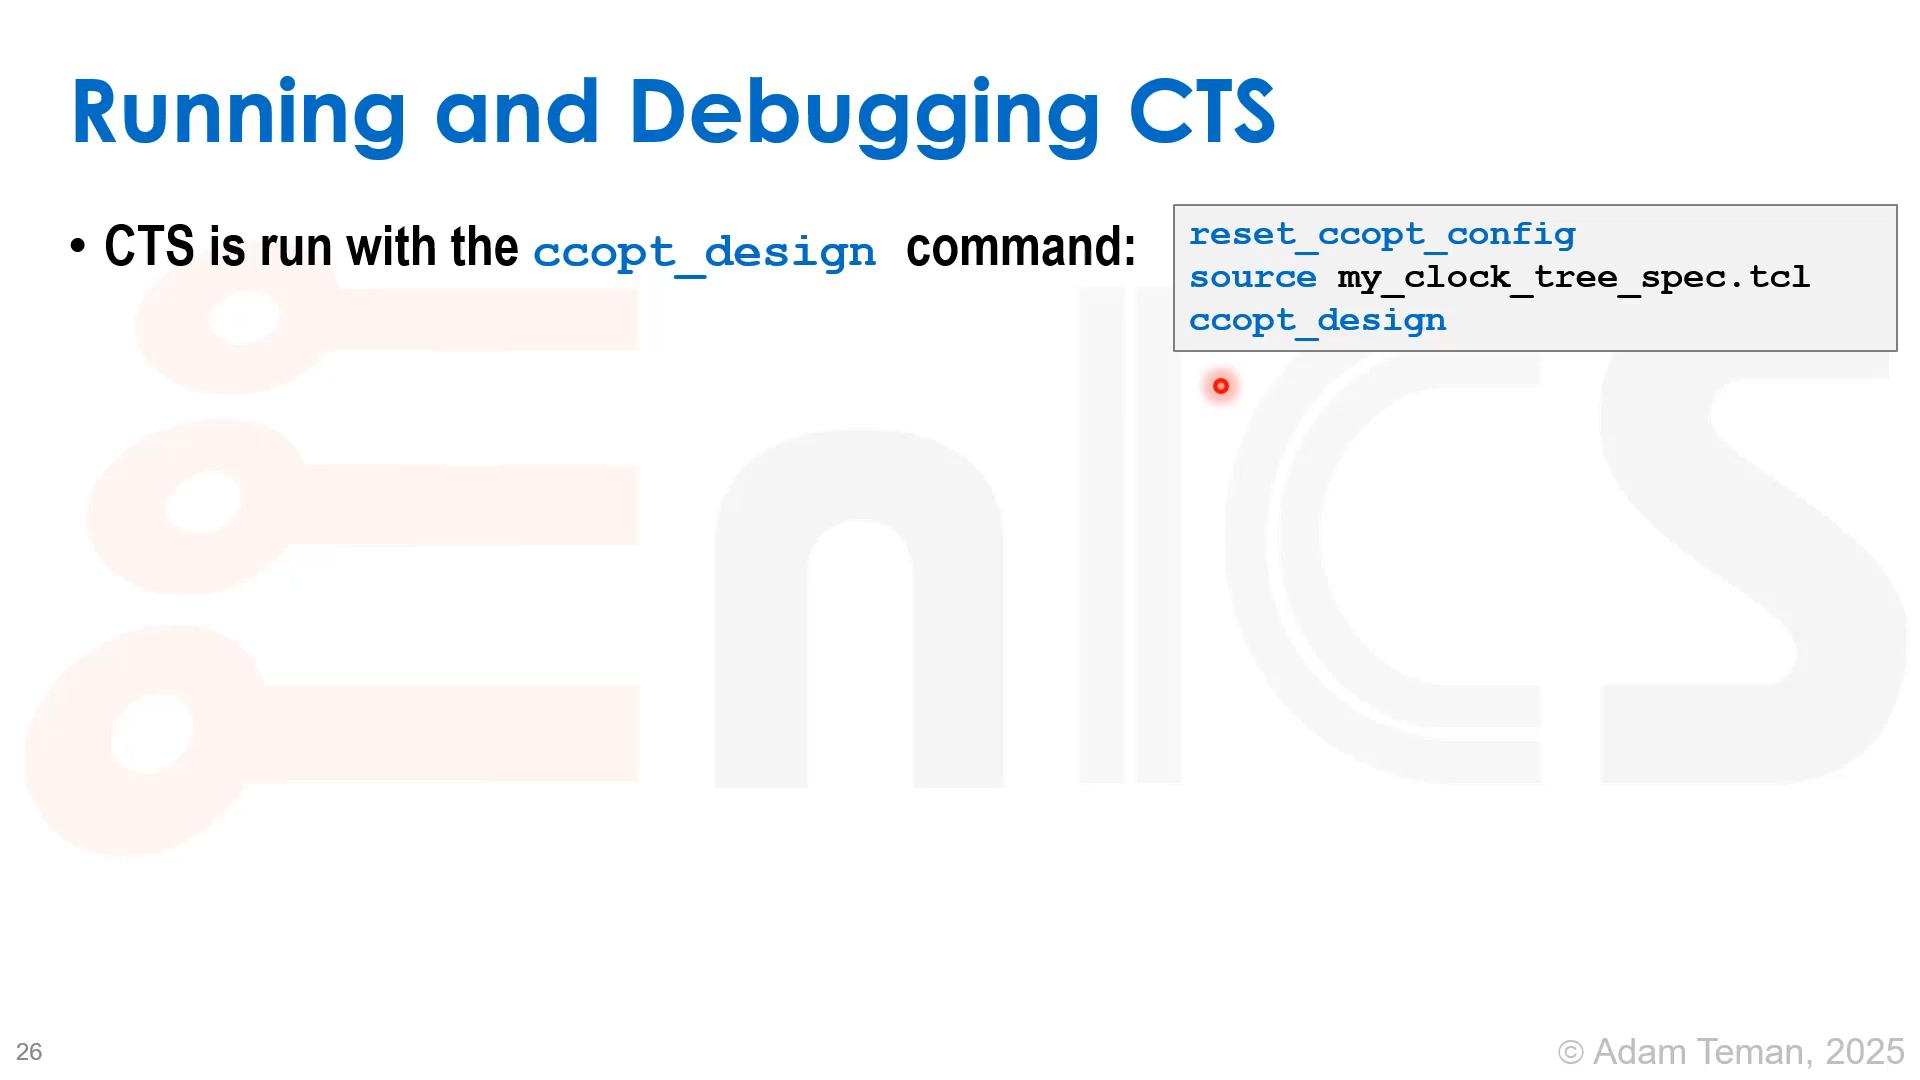 Running and Debugging CTS
• CTS is run with the ccopt_design command:
reset_ccopt_config
source my_clock_tree_spec.tcl
ccopt_design
EnICS
26
© Adam Teman, 2025